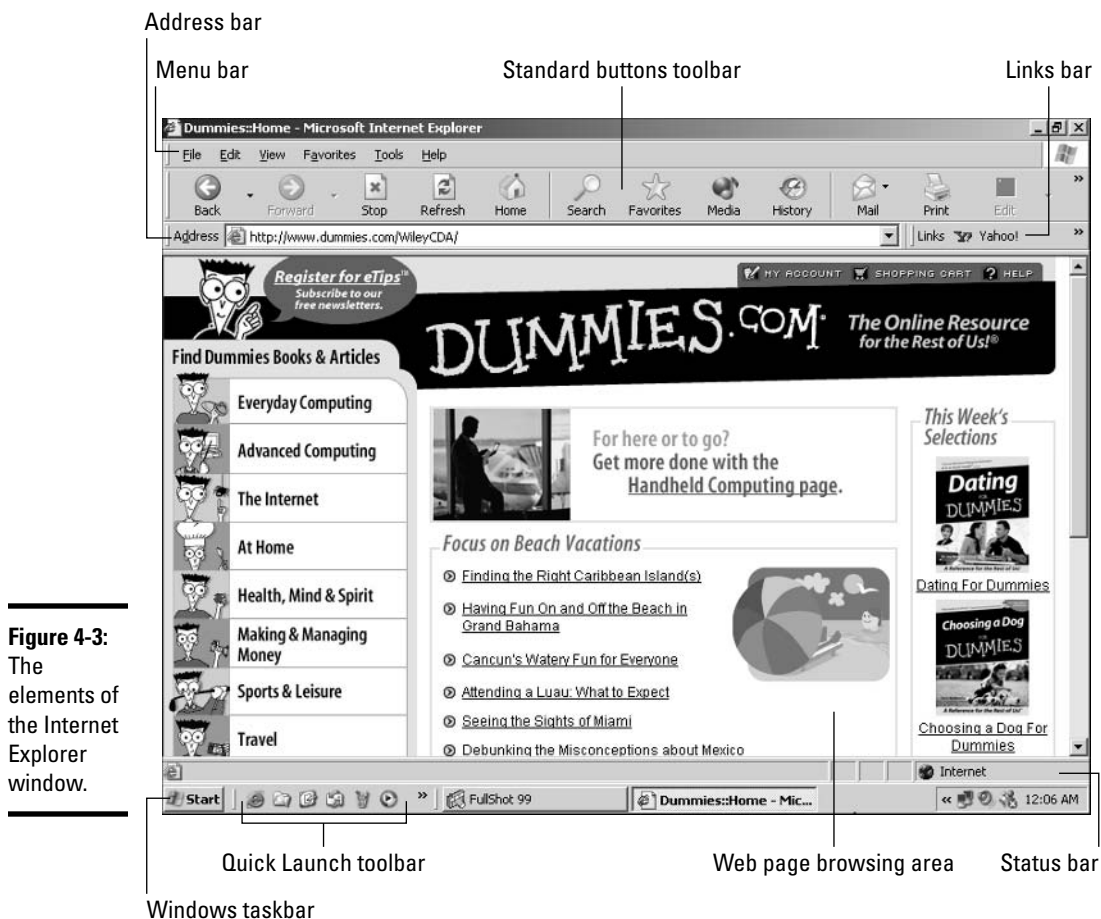 Address bar
Menu bar
Standard buttons toolbar
Links bar
Dummies::Home - Microsoft Internet Explorer
File Edit View Favorites Tools Help
Back Forward Stop Refresh Home Search Favorites Media History Mail Print Edit
Address http://www.dummies.com/WileyCDA/ Links Yahoo!
Register for eTips™
Subscribe to our
free newsletters.
MY ACCOUNT SHOPPING CART ? HELP
DUMMIES.COM
The Online Resource
for the Rest of Us!®
Find Dummies Books & Articles
Everyday Computing
Advanced Computing
The Internet
At Home
Health, Mind & Spirit
Making & Managing
Money
Sports & Leisure
Travel
For here or to go?
Get more done with the
Handheld Computing page.
Focus on Beach Vacations
Finding the Right Caribbean Island(s)
Having Fun On and Off the Beach in
Grand Bahama
Cancun's Watery Fun for Everyone
Attending a Luau: What to Expect
Seeing the Sights of Miami
Debunking the Misconceptions about Mexico
This Week's
Selections
Dating
FOR
DUMMIES
A Reference for the Rest of Us!
Dating For Dummies
Choosing a Dog
FOR
DUMMIES
Choosing a Dog For
Dummies
Internet
Start » FullShot 99 Dummies::Home - Mic... « 12:06 AM
Figure 4-3:
The
elements of
the Internet
Explorer
window.
Quick Launch toolbar
Web page browsing area
Status bar
Windows taskbar